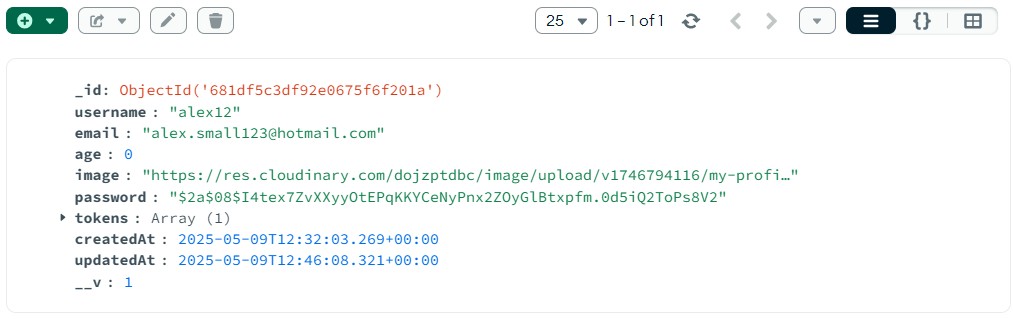 25 1 – 1 of 1 {}
_id: ObjectId('681df5c3df92e0675f6f201a')
username : "alex12"
email : "alex.small123@hotmail.com"
age : 0
image : "https://res.cloudinary.com/dojzptdbc/image/upload/v1746794116/my-profi…"
password : "$2a$08$I4tex7ZvXXyyOtEPqKKYCeNyPnx2ZOyGlBtxpfm.0d5iQ2ToPs8V2"
tokens : Array (1)
createdAt : 2025-05-09T12:32:03.269+00:00
updatedAt : 2025-05-09T12:46:08.321+00:00
__v : 1